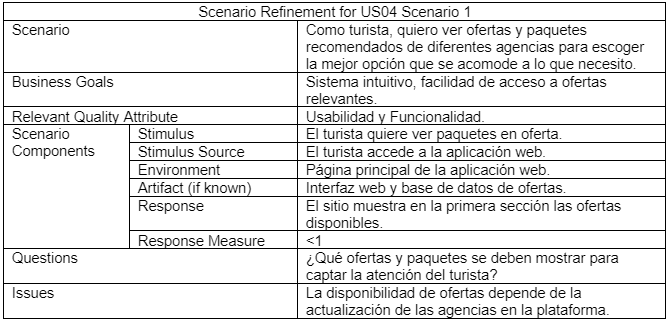 Scenario Refinement for US04 Scenario 1
Scenario
Como turista, quiero ver ofertas y paquetes
recomendados de diferentes agencias para escoger
la mejor opción que se acomode a lo que necesito.
Business Goals
Sistema intuitivo, facilidad de acceso a ofertas
relevantes.
Relevant Quality Attribute
Usabilidad y Funcionalidad.
Scenario
Components
Stimulus
El turista quiere ver paquetes en oferta.
Stimulus Source
El turista accede a la aplicación web.
Environment
Página principal de la aplicación web.
Artifact (if known)
Interfaz web y base de datos de ofertas.
Response
El sitio muestra en la primera sección las ofertas
disponibles.
Response Measure
<1
Questions
¿Qué ofertas y paquetes se deben mostrar para
captar la atención del turista?
Issues
La disponibilidad de ofertas depende de la
actualización de las agencias en la plataforma.